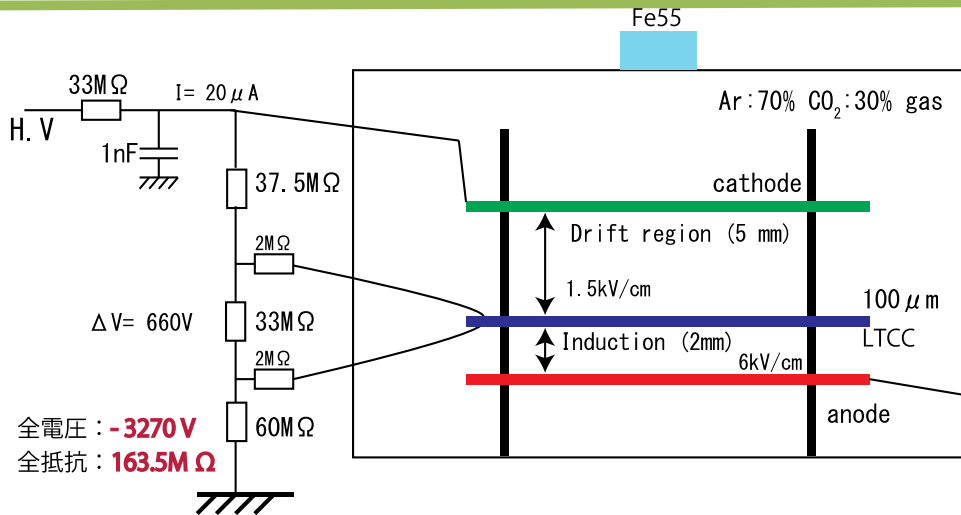 Fe55
33MΩ
I= 20μA
Ar:70% CO₂:30% gas
H.V
1nF
37.5MΩ
cathode
Drift region (5 mm)
2MΩ
1.5kV/cm
100μm
ΔV= 660V
33MΩ
LTCC
Induction (2mm)
2MΩ
6kV/cm
60MΩ
anode
全電圧：- 3270 V
全抵抗：163.5M Ω